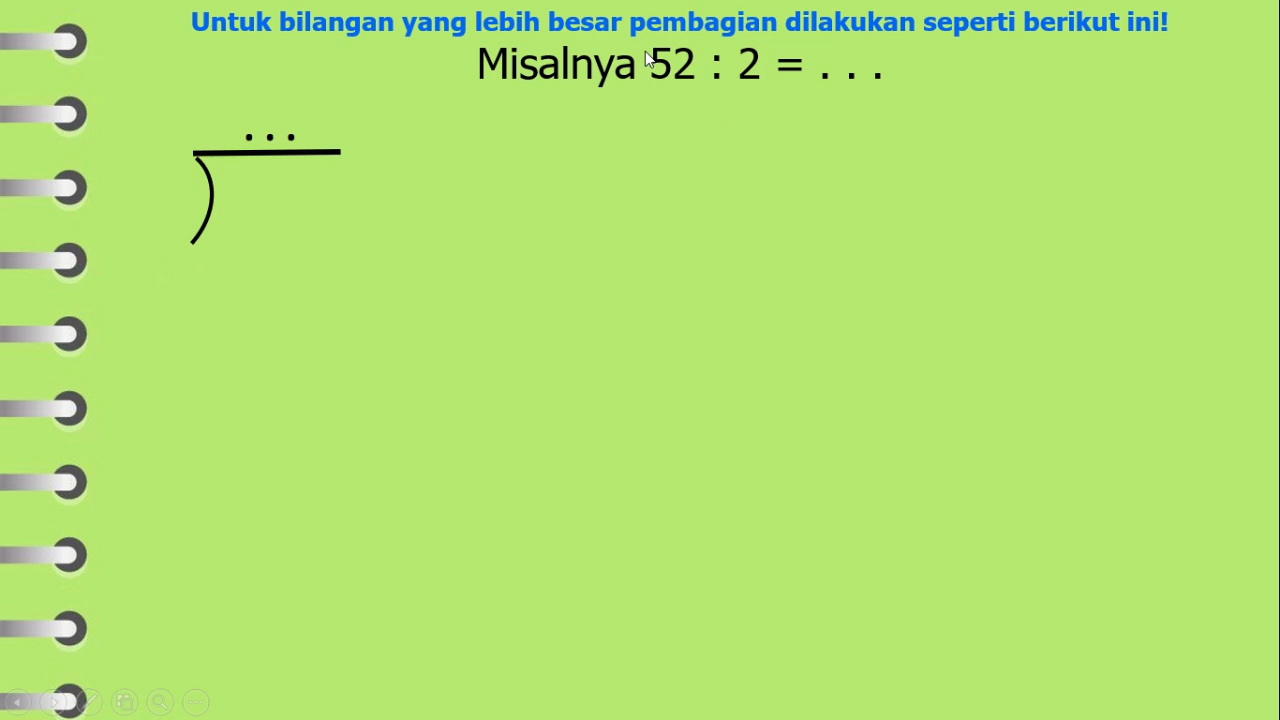 Untuk bilangan yang lebih besar pembagian dilakukan seperti berikut ini!
Misalnya 52 : 2 = . . .
. . .